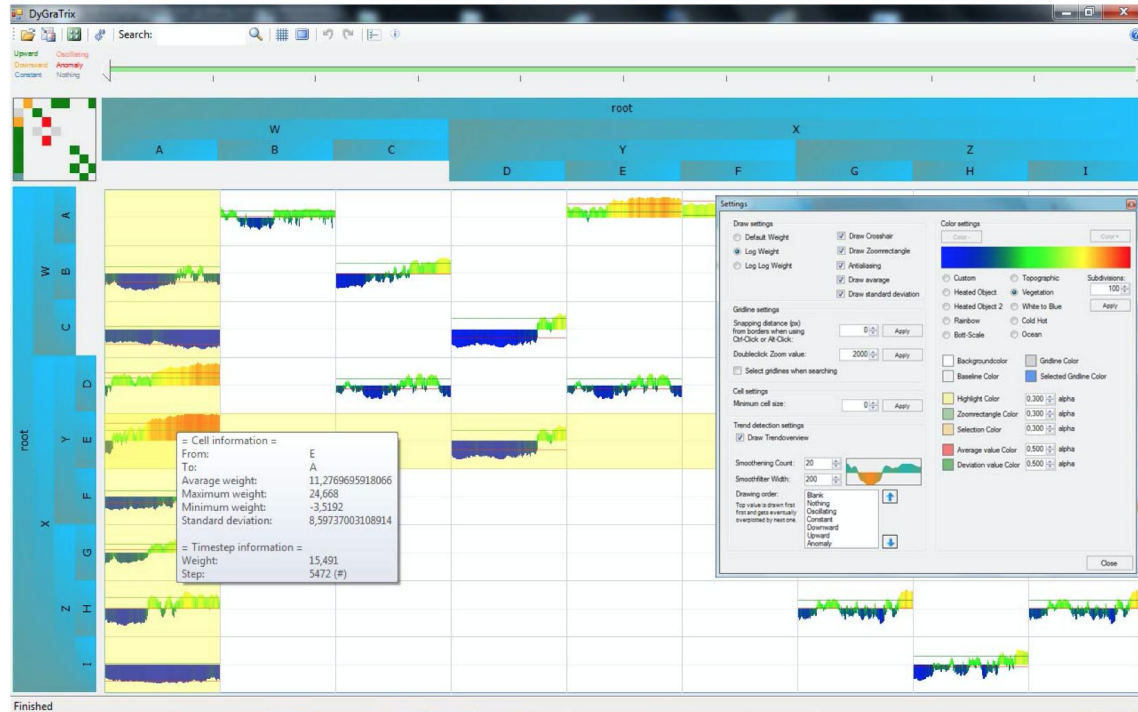 DyGraTrix
Search:
Upward Oscillating
Downward Anomaly
Constant Nothing
root
W X
A B C Y Z
D E F G H I
root
W
A
B
C
X
Y
D
E
F
Z
G
H
I
= Cell information =
From: E
To: A
Avarage weight: 11,2769695918066
Maximum weight: 24,668
Minimum weight: -3,5192
Standard deviation: 8,59737003108914
= Timestep information =
Weight: 15,491
Step: 5472 (#)
Settings
Draw settings
Default Weight
Log Weight
Log Log Weight
Draw Crosshair
Draw Zoomrectangle
Antialiasing
Draw avarage
Draw standard deviation
Gridline settings
Snapping distance (px)
from borders when using
Ctrl-Click or Alt-Click:
0 Apply
Doubleclick Zoom value: 2000 Apply
Select gridlines when searching
Cell settings
Minimum cell size: 0 Apply
Trend detection settings
Draw Trendoverview
Smoothening Count: 20
Smoothfilter Width: 200
Drawing order:
Top value is drawn first
first and gets eventually
overplotted by next one.
Blank
Nothing
Oscillating
Constant
Downward
Upward
Anomaly
Color settings
Color - Color+
Custom
Heated Object
Heated Object 2
Rainbow
Bott-Scale
Topographic
Vegetation
White to Blue
Cold Hot
Ocean
Subdivisions:
100
Apply
Backgroundcolor Gridline Color
Baseline Color Selected Gridline Color
Highlight Color 0,300 alpha
Zoomrectangle Color 0,300 alpha
Selection Color 0,300 alpha
Average value Color 0,500 alpha
Deviation value Color 0,500 alpha
Close
Finished